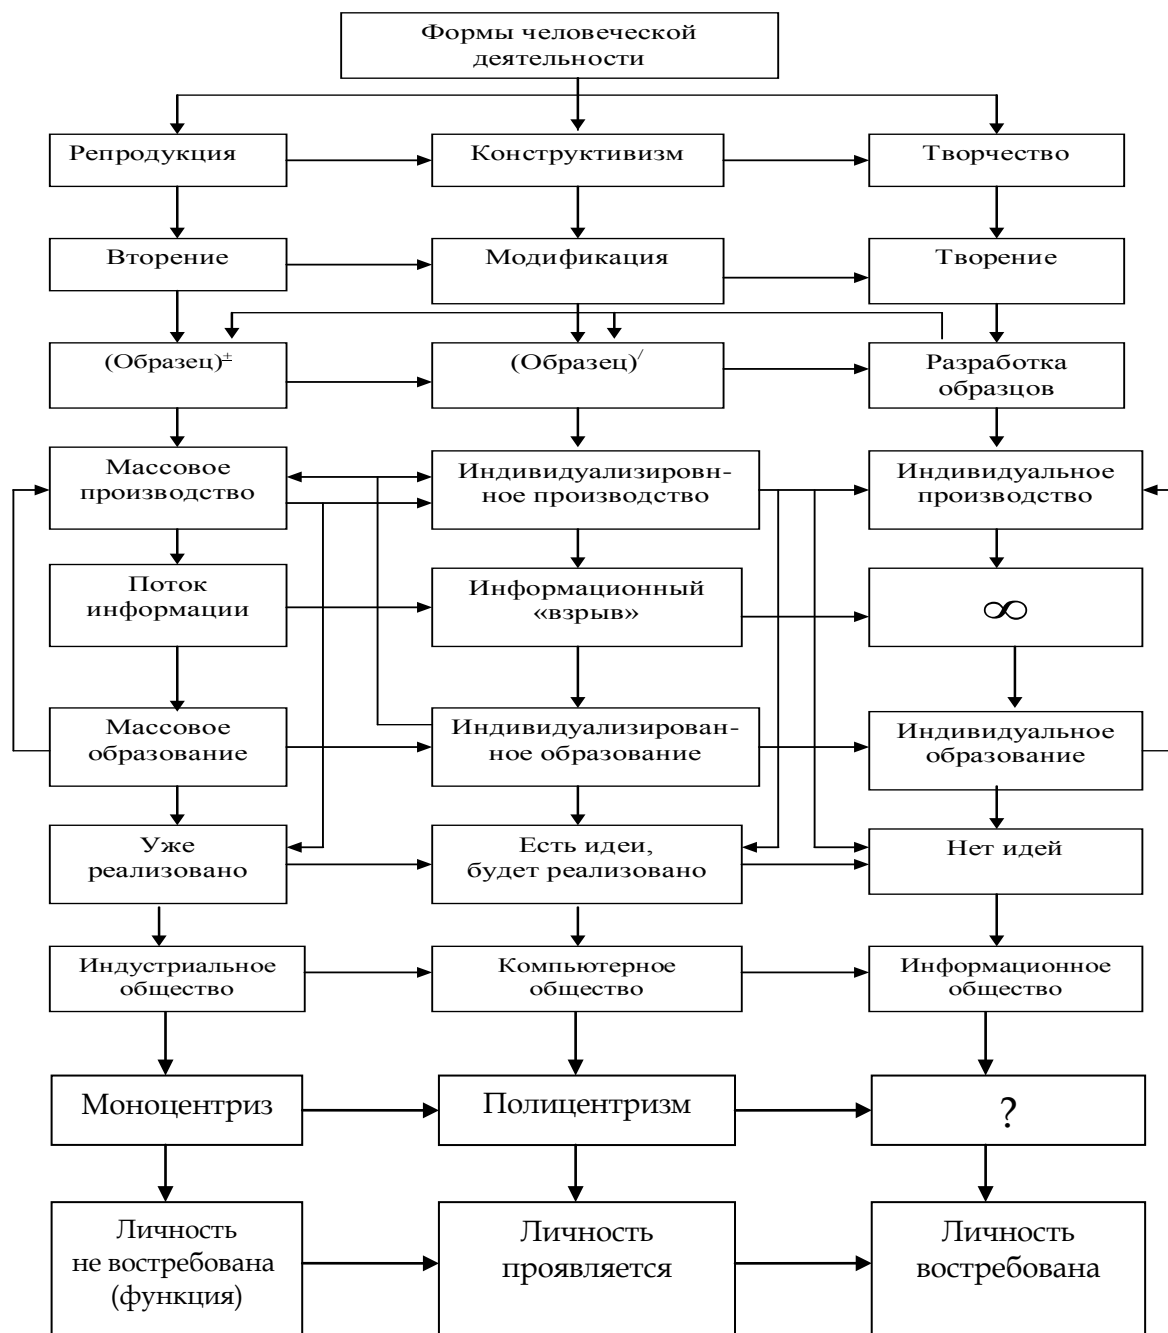 Формы человеческой
деятельности
Репродукция
Конструктивизм
Творчество
Вторение
Модификация
Творение
(Образец)±
(Образец)/
Разработка
образцов
Массовое
производство
Индивидуализировн-
ное производство
Индивидуальное
производство
Поток
информации
Информационный
«взрыв»
∞
Массовое
образование
Индивидуализирован-
ное образование
Индивидуальное
образование
Уже
реализовано
Есть идеи,
будет реализовано
Нет идей
Индустриальное
общество
Компьютерное
общество
Информационное
общество
Моноцентриз
Полицентризм
?
Личность
не востребована
(функция)
Личность
проявляется
Личность
востребована